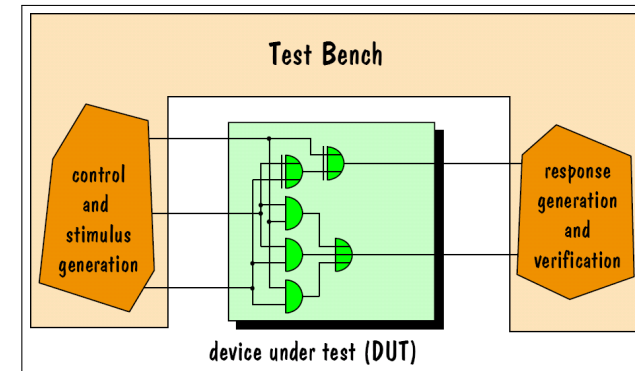 Test Bench
control
and
stimulus
generation
response
generation
and
verification
device under test (DUT)